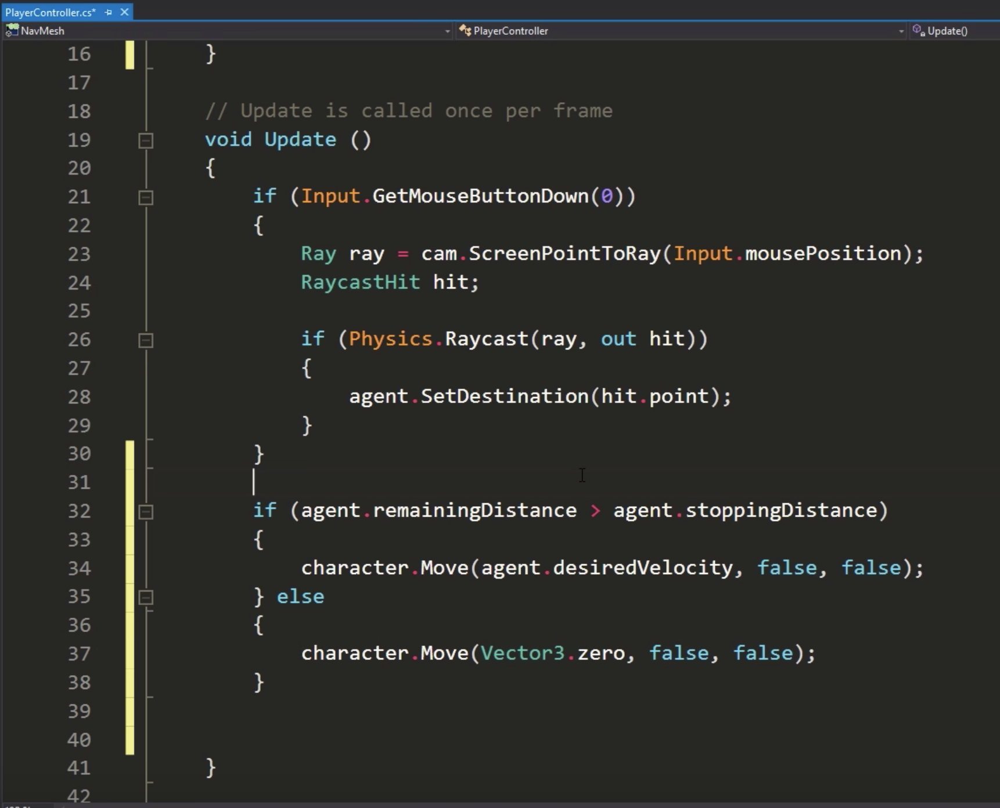 PlayerController.cs*
NavMesh PlayerController Update()
16 }
17
18 // Update is called once per frame
19 void Update ()
20 {
21 if (Input.GetMouseButtonDown(0))
22 {
23 Ray ray = cam.ScreenPointToRay(Input.mousePosition);
24 RaycastHit hit;
25
26 if (Physics.Raycast(ray, out hit))
27 {
28 agent.SetDestination(hit.point);
29 }
30 }
31
32 if (agent.remainingDistance > agent.stoppingDistance)
33 {
34 character.Move(agent.desiredVelocity, false, false);
35 } else
36 {
37 character.Move(Vector3.zero, false, false);
38 }
39
40
41 }
42